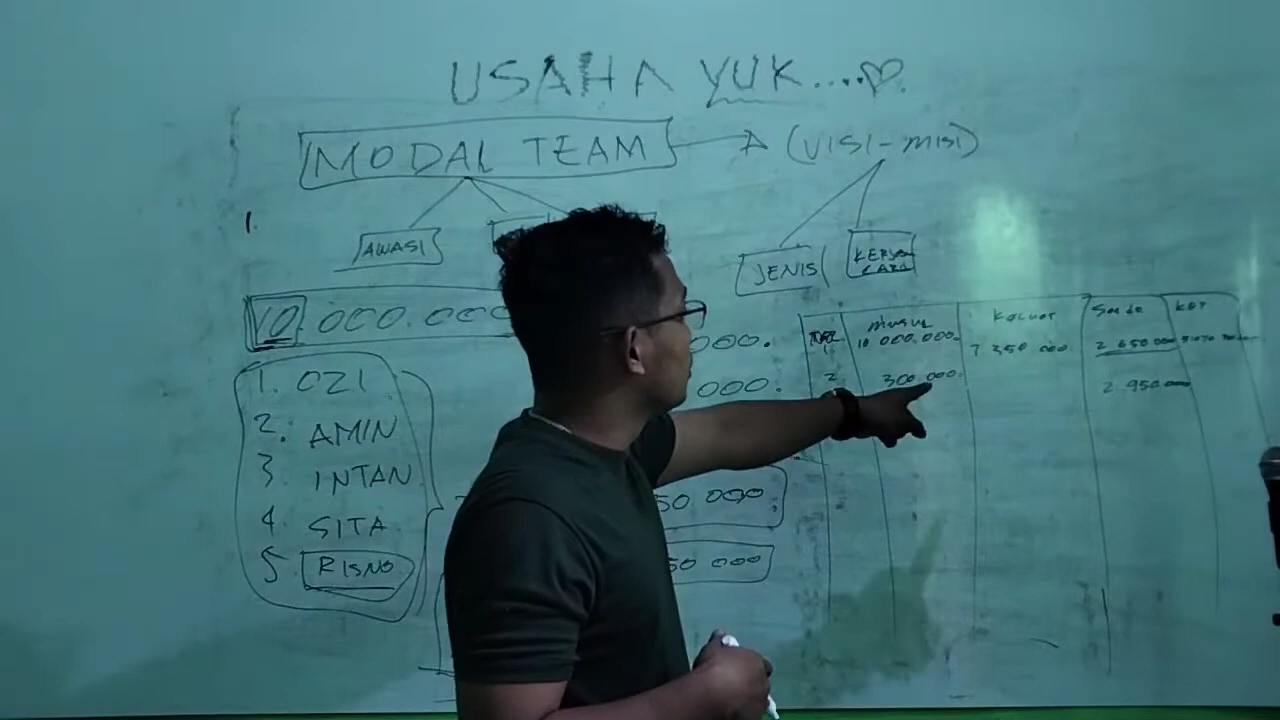 USAHA YUK....♡
MODAL TEAM → (VISI-MISI)
1.
AWASI
JENIS
KERJA
CARA
10.000.000
000.
000.
1. OZI
2. AMIN
3 INTAN
4. SITA
5 RISNO
50 000
50 000
Masuk Keluar Saldo KET
1 10 000.000. 7 350 000 2 650 000
2 300.000. 2 950.000